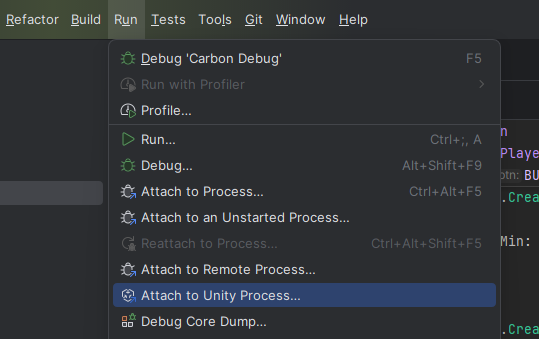 Refactor Build Run Tests Tools Git Window Help
Debug 'Carbon Debug' F5
Run with Profiler
Profile...
n
Run... Ctrl+;, A
Playe
Debug... Alt+Shift+F9
ptn: BU
Attach to Process... Ctrl+Alt+F5
.Crea
Attach to an Unstarted Process...
Reattach to Process... Ctrl+Alt+Shift+F5
Min:
Attach to Remote Process...
Attach to Unity Process...
Debug Core Dump...
.Crea